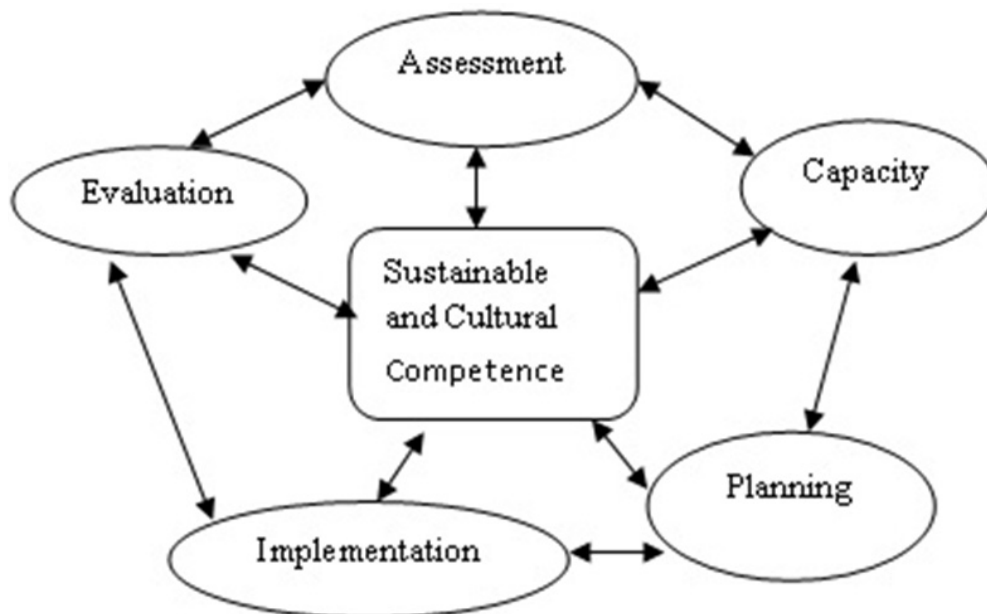 Assessment
Capacity
Evaluation
Sustainable
and Cultural
Competence
Planning
Implementation